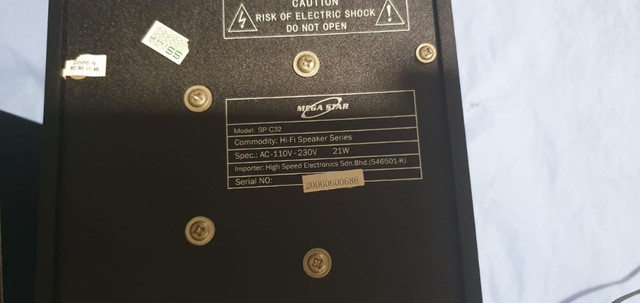 CAUTION
RISK OF ELECTRIC SHOCK
DO NOT OPEN
SS
MEGA STAR
Model: SP C32
Commodity: Hi-Fi Speaker Series
Spec.: AC-110V-230V 21W
Importer: High Speed Electronics Sdn.Bhd.(546501-K)
Serial NO: 20060600686